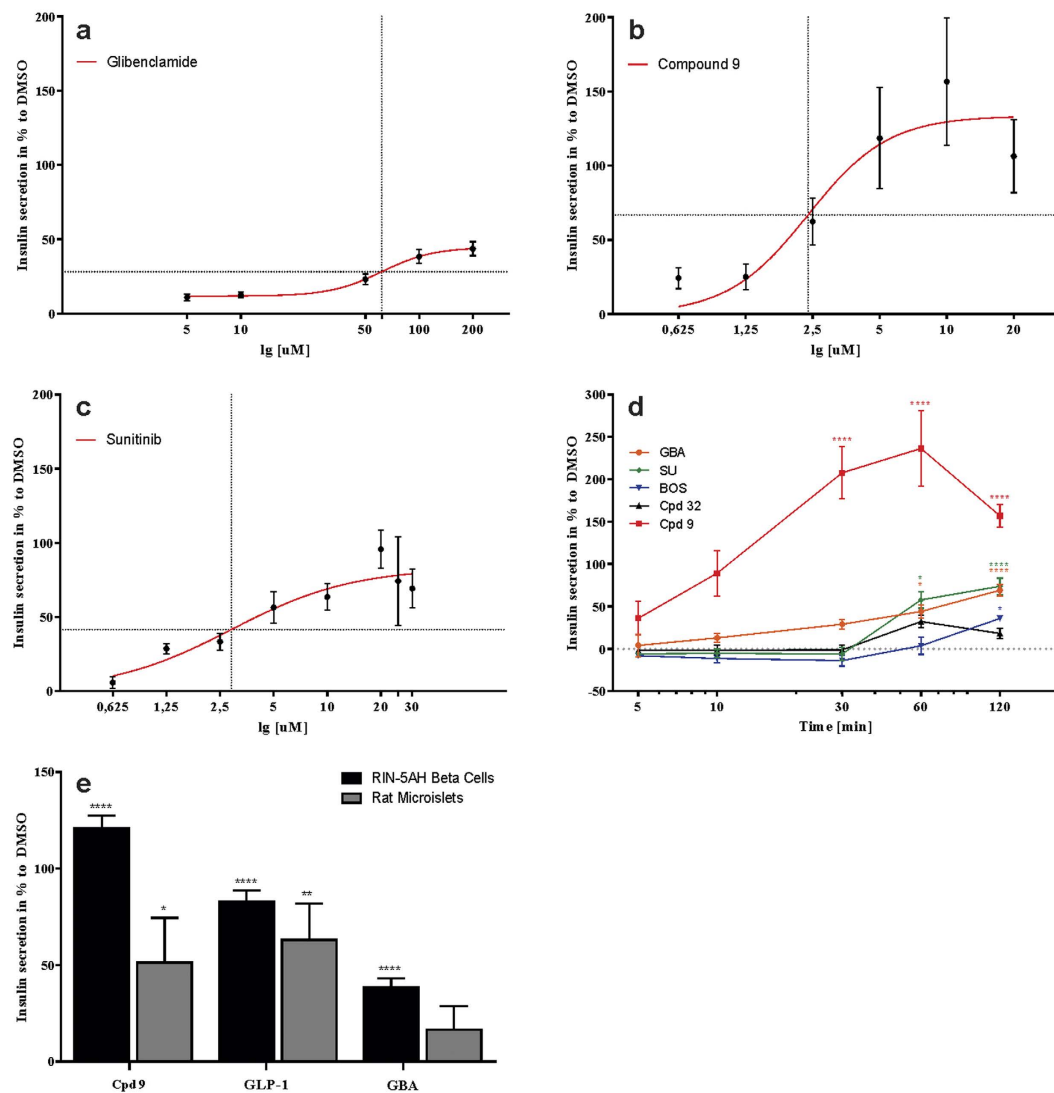 a
Glibenclamide
Insulin secretion in % to DMSO
200
150
100
50
0
5 10 50 100 200
lg [uM]
b
Compound 9
Insulin secretion in % to DMSO
200
150
100
50
0
0,625 1,25 2,5 5 10 20
lg [uM]
c
Sunitinib
Insulin secretion in % to DMSO
200
150
100
50
0
0,625 1,25 2,5 5 10 20 30
lg [uM]
d
GBA
SU
BOS
Cpd 32
Cpd 9
Insulin secretion in % to DMSO
300
250
200
150
100
50
0
-50
****
****
****
*
*
****
****
*
5 10 30 60 120
Time [min]
e
RIN-5AH Beta Cells
Rat Microislets
Insulin secretion in % to DMSO
150
100
50
0
****
*
****
**
****
Cpd 9 GLP-1 GBA